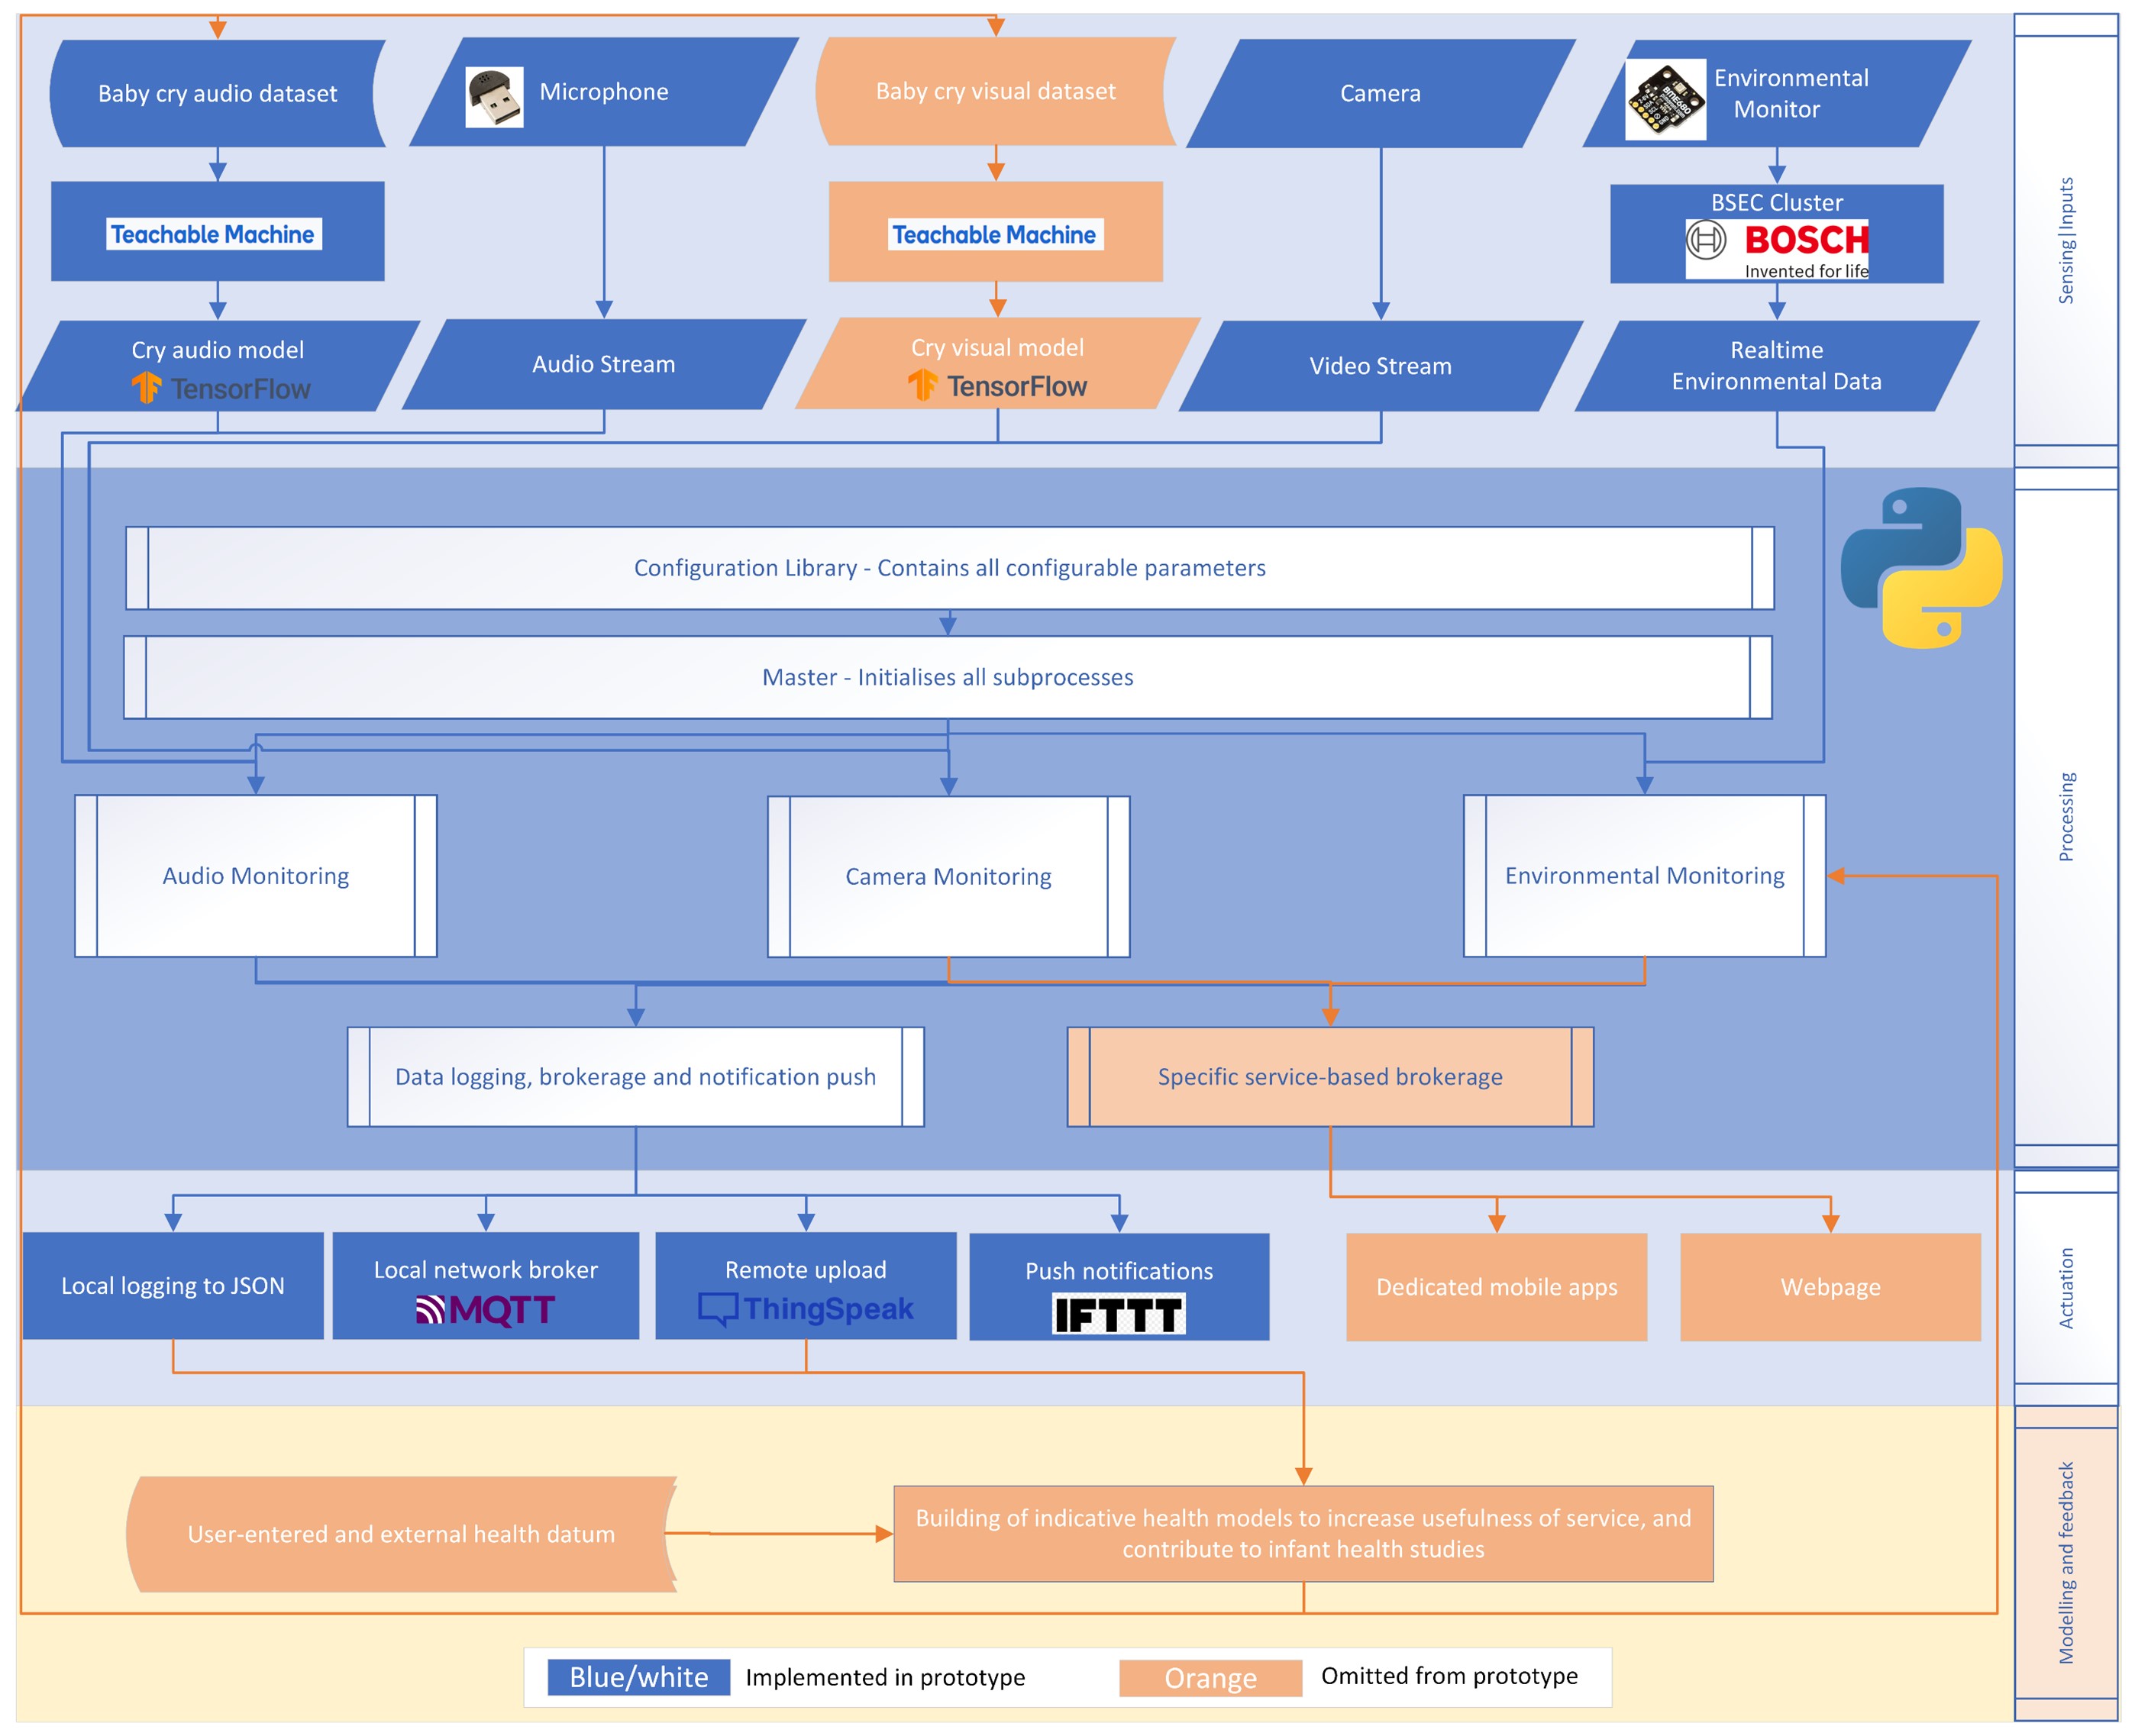 Baby cry audio dataset
Microphone
Baby cry visual dataset
Camera
Environmental
Monitor
BME680
Teachable Machine
Teachable Machine
BSEC Cluster
BOSCH
Invented for life
Cry audio model
TensorFlow
Audio Stream
Cry visual model
TensorFlow
Video Stream
Realtime
Environmental Data
Sensing|Inputs
Configuration Library - Contains all configurable parameters
Master - Initialises all subprocesses
Audio Monitoring
Camera Monitoring
Environmental Monitoring
Data logging, brokerage and notification push
Specific service-based brokerage
Processing
Local logging to JSON
Local network broker
MQTT
Remote upload
ThingSpeak
Push notifications
IFTTT
Dedicated mobile apps
Webpage
Actuation
User-entered and external health datum
Building of indicative health models to increase usefulness of service, and
contribute to infant health studies
Modelling and feedback
Blue/white
Implemented in prototype
Orange
Omitted from prototype